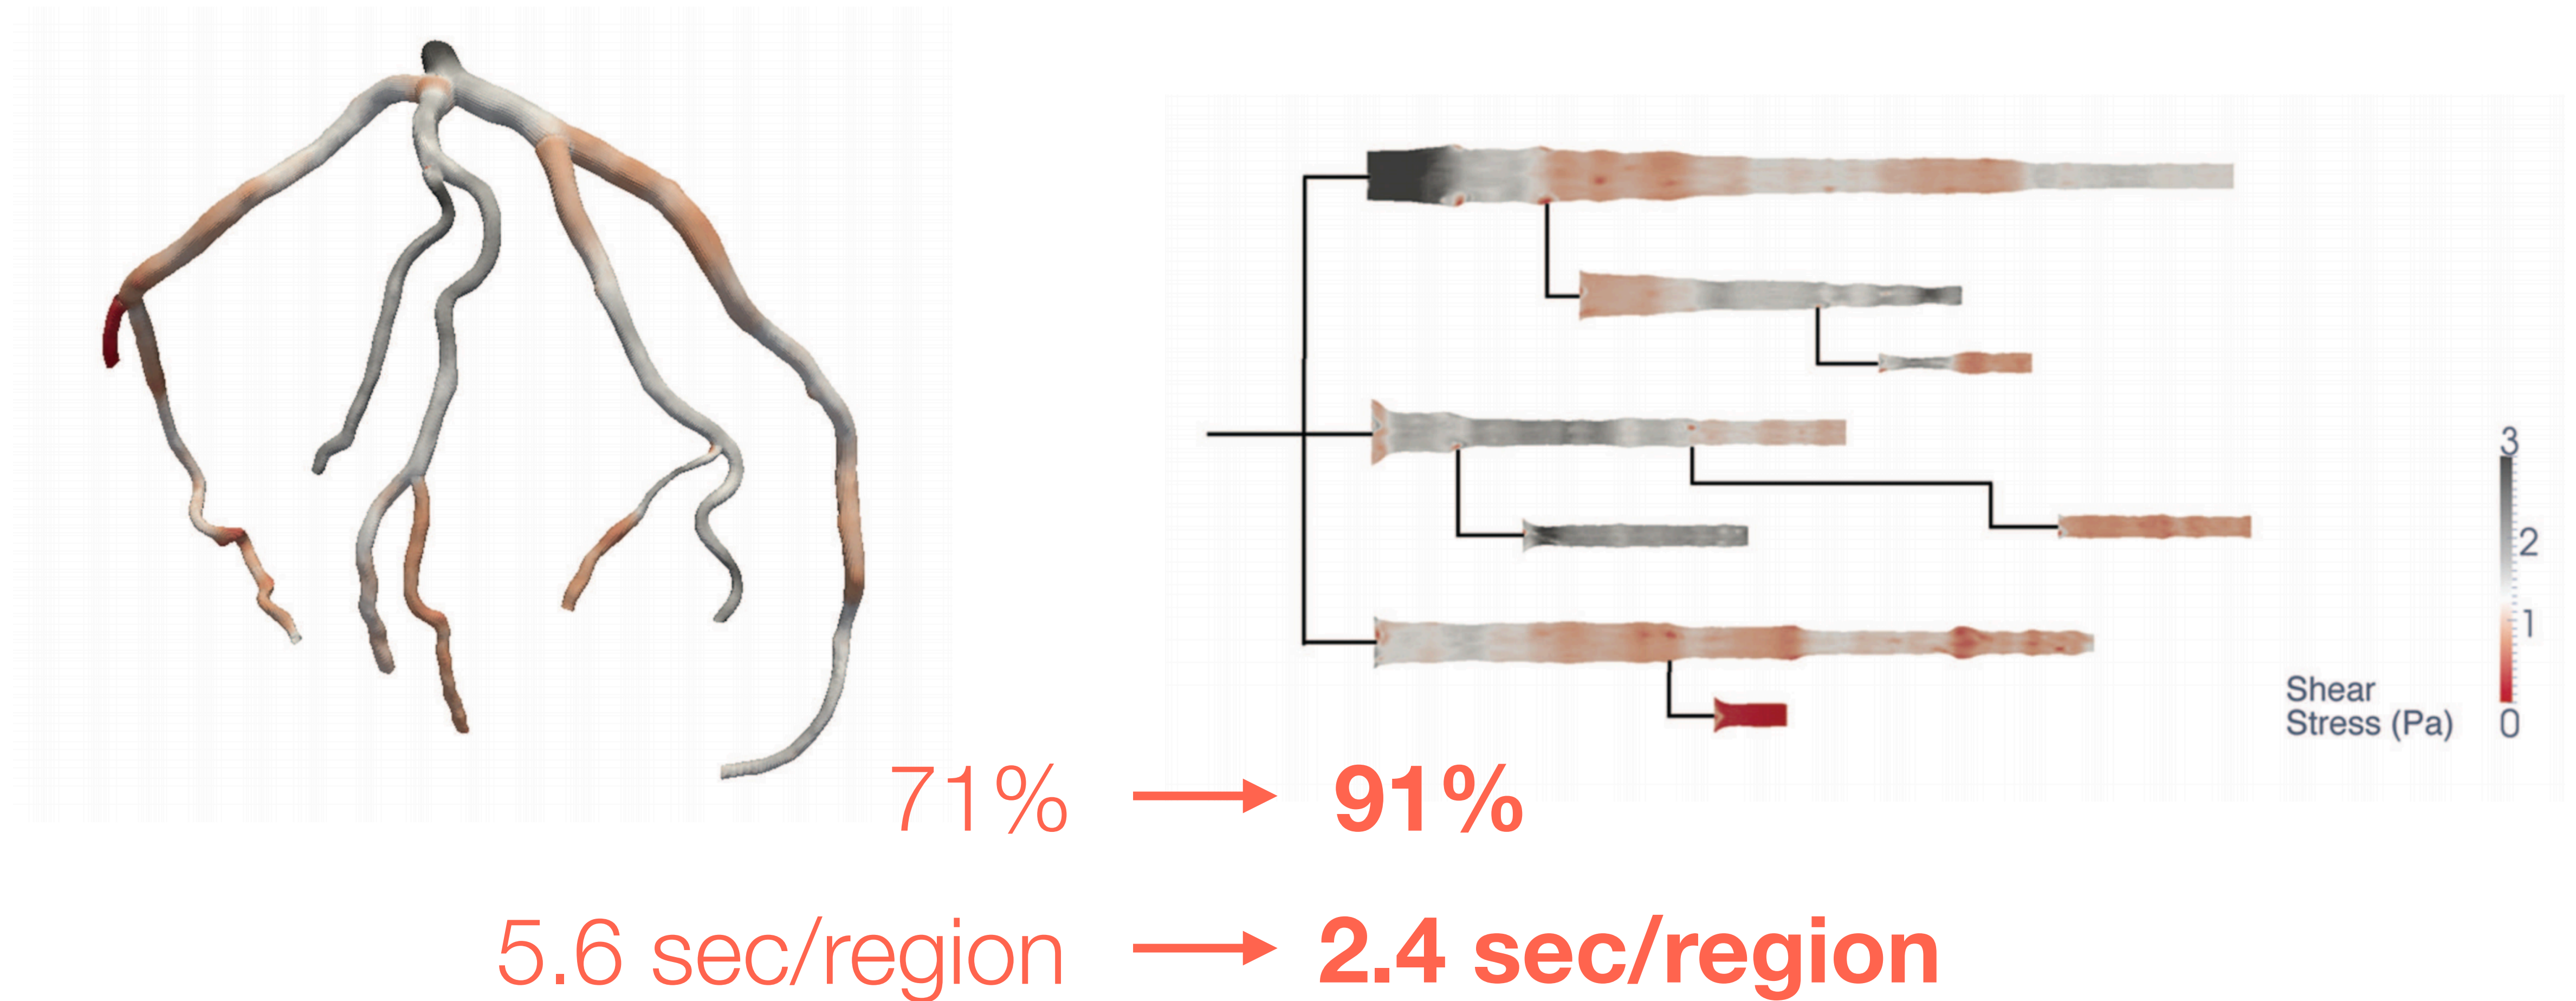 3
2
1
0
Shear
Stress (Pa)
71% → 91%
5.6 sec/region → 2.4 sec/region